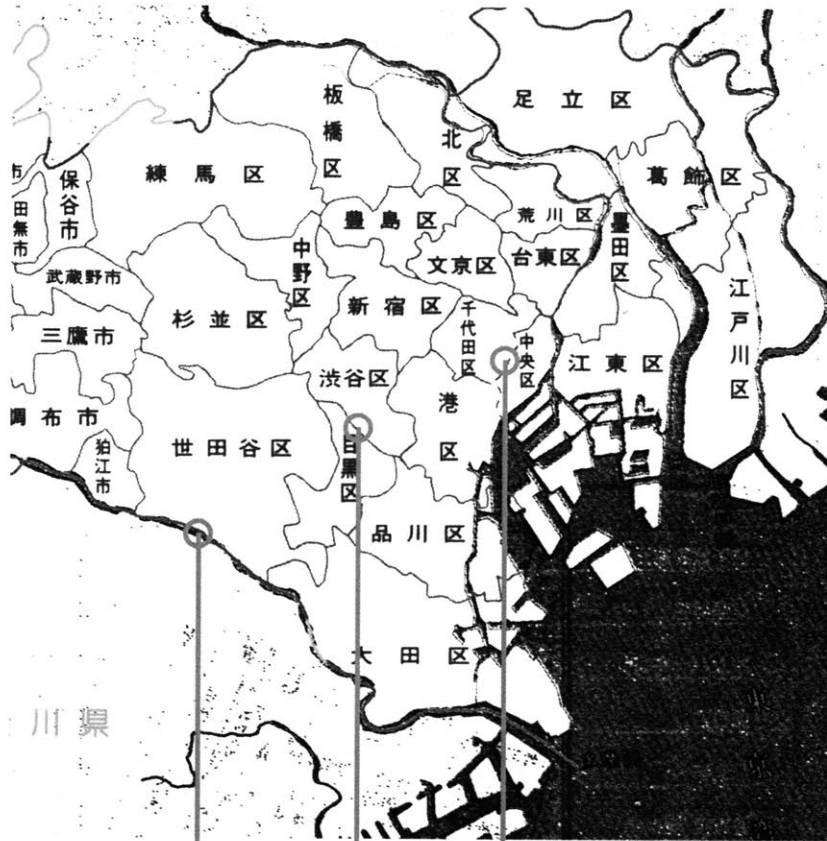 足立区
板橋区
北区
練馬区
保谷市
市
田無市
葛飾区
荒川区
豊島区
墨田区
中野区
文京区
台東区
武蔵野市
新宿区
千代田区
江戸川区
杉並区
三鷹市
中央区
江東区
渋谷区
港区
調布市
世田谷区
目黒区
狛江市
品川区
大田区
川県